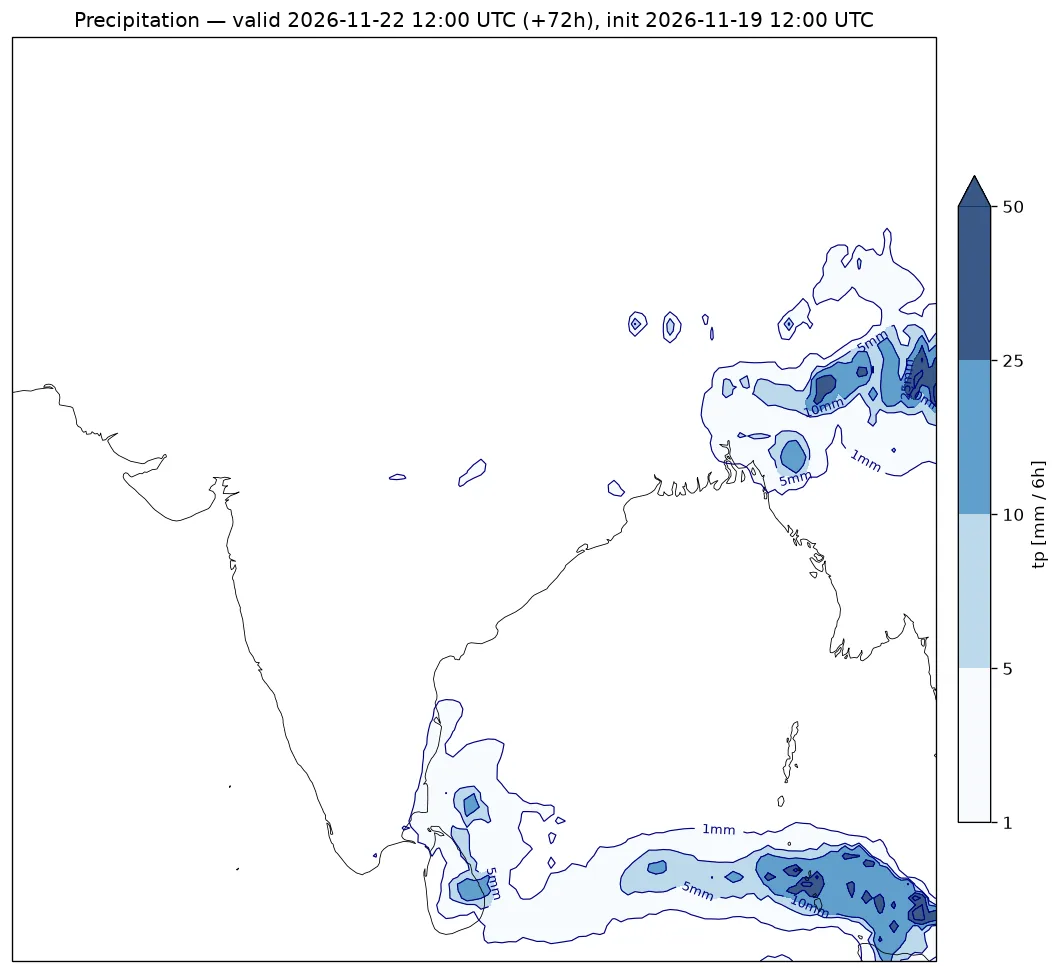 Precipitation — valid 2026-11-22 12:00 UTC (+72h), init 2026-11-19 12:00 UTC
50
25
10
5
1
tp [mm / 6h]
5mm
25mm
10mm
1mm
5mm
1mm
5mm
5mm
10mm